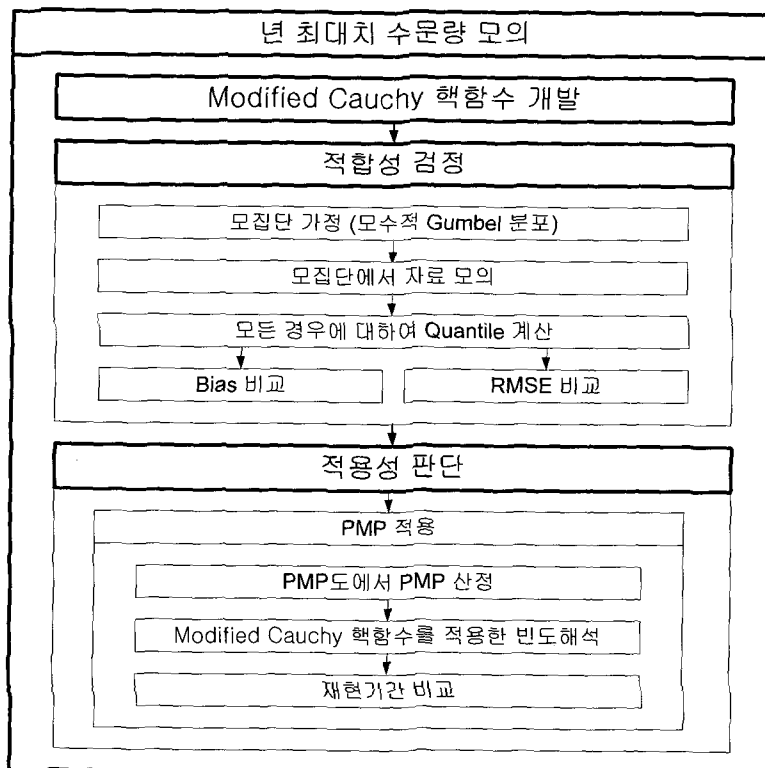 년 최대치 수문량 모의
Modified Cauchy 핵함수 개발
적합성 검정
모집단 가정 (모수적 Gumbel 분포)
모집단에서 자료 모의
모든 경우에 대하여 Quantile 계산
Bias 비교
RMSE 비교
적용성 판단
PMP 적용
PMP도에서 PMP 산정
Modified Cauchy 핵함수를 적용한 빈도해석
재현기간 비교